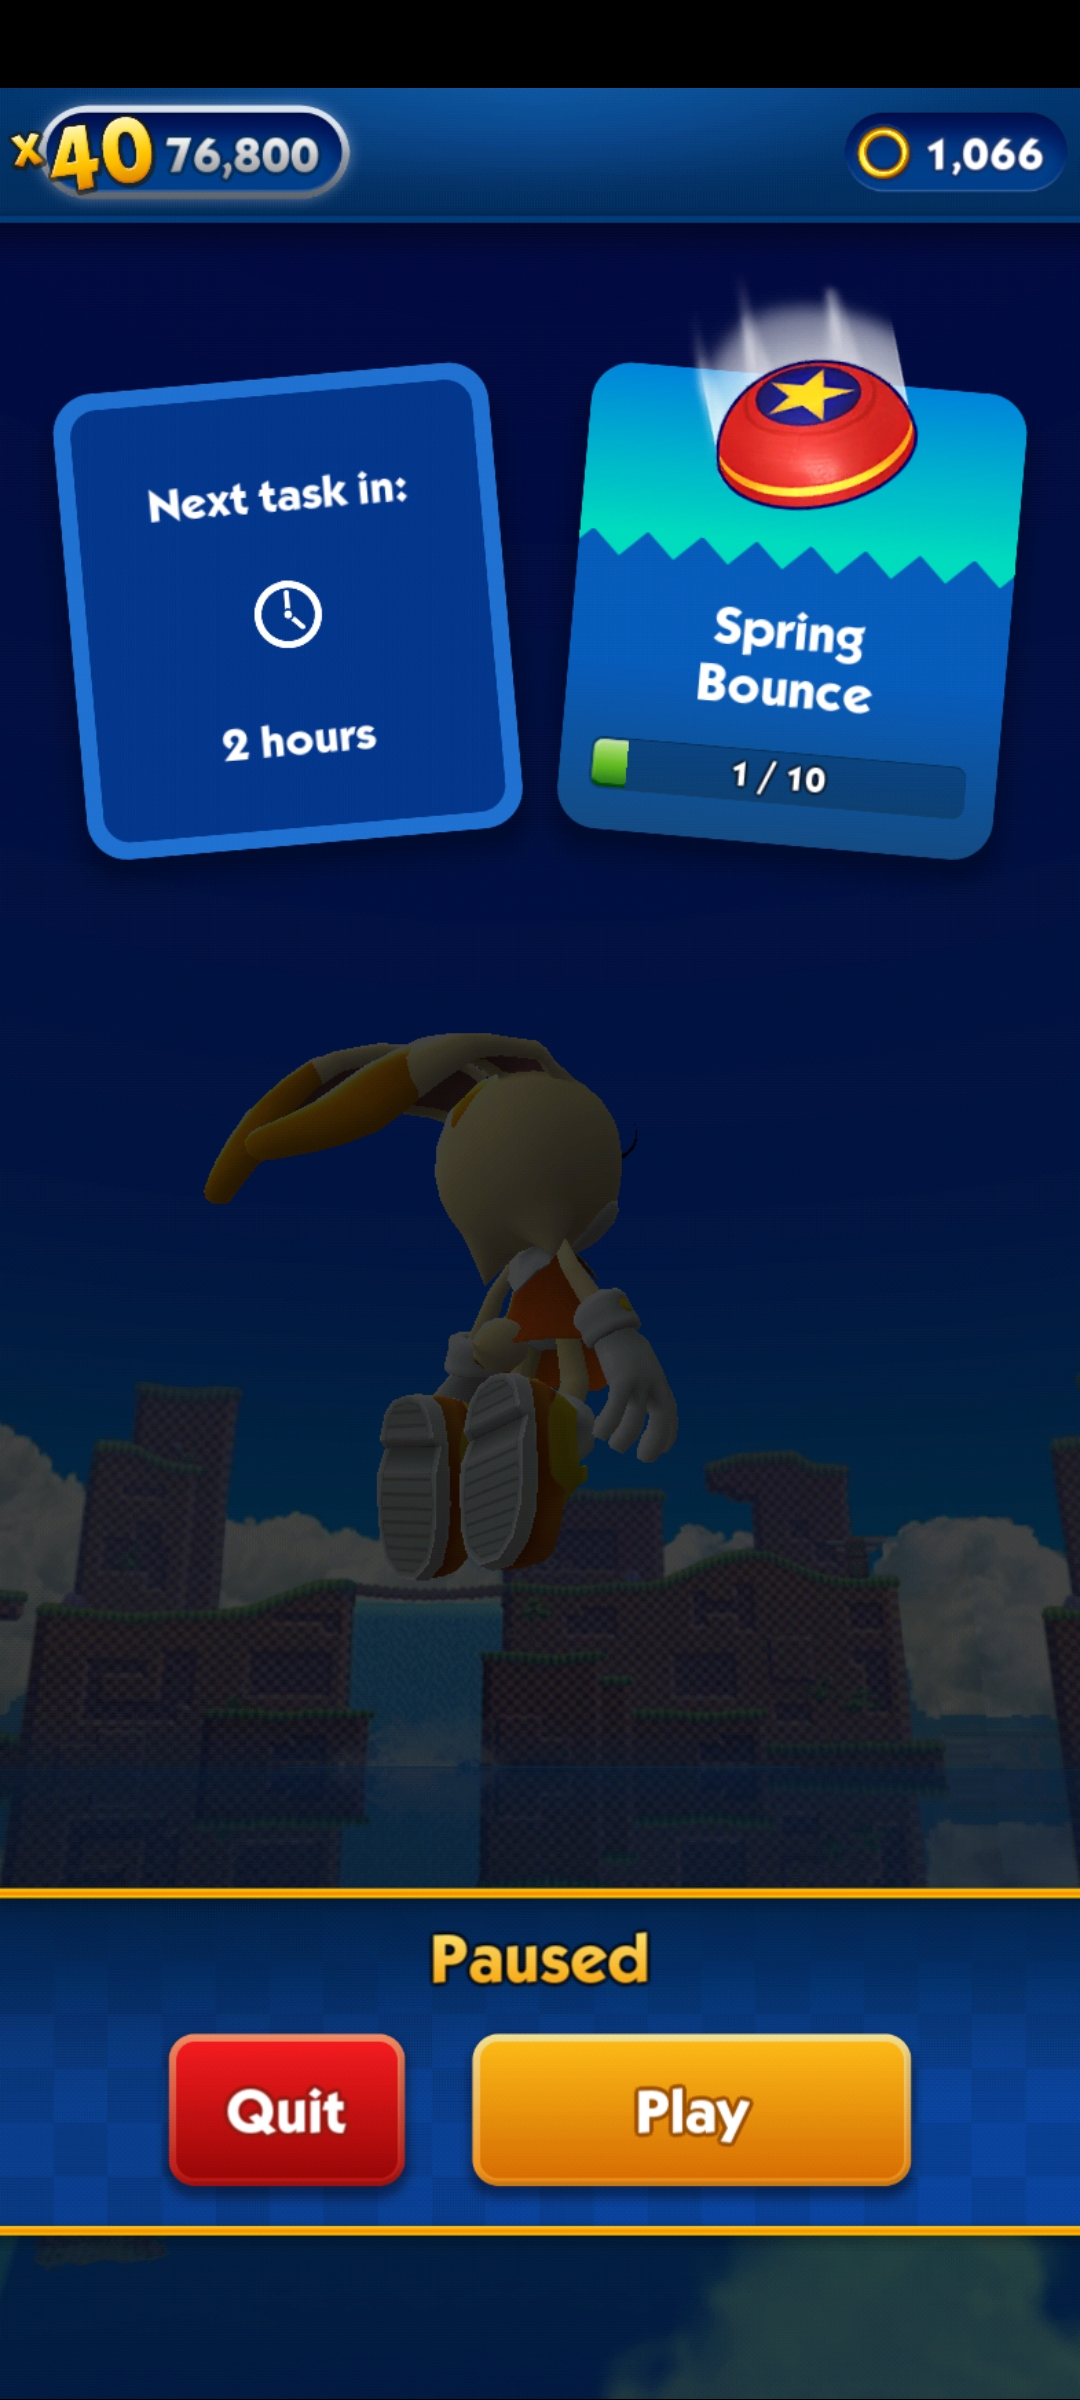 x40 76,800
1,066
Next task in:
2 hours
Spring
Bounce
1 / 10
Paused
Quit
Play